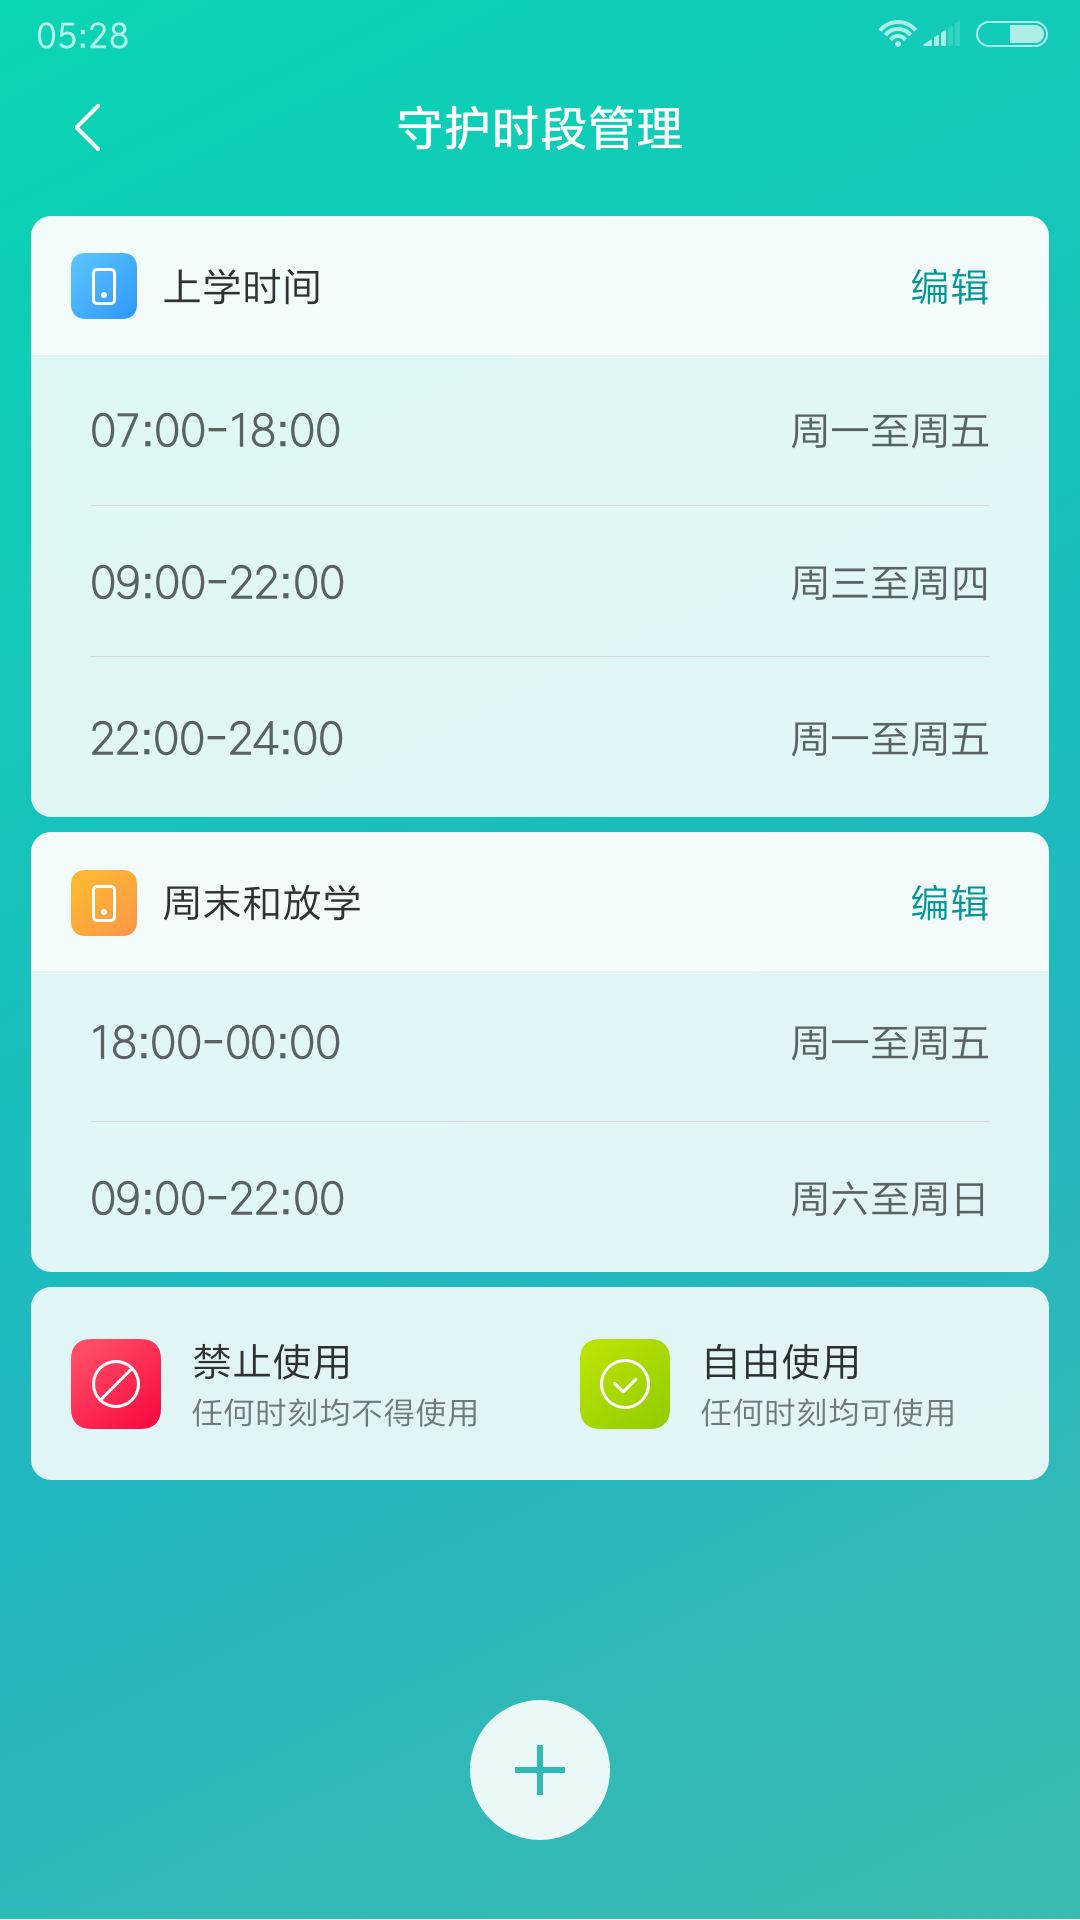 05:28
守护时段管理
上学时间 编辑
07:00-18:00 周一至周五
09:00-22:00 周三至周四
22:00-24:00 周一至周五
周末和放学 编辑
18:00-00:00 周一至周五
09:00-22:00 周六至周日
禁止使用 自由使用
任何时刻均不得使用 任何时刻均可使用